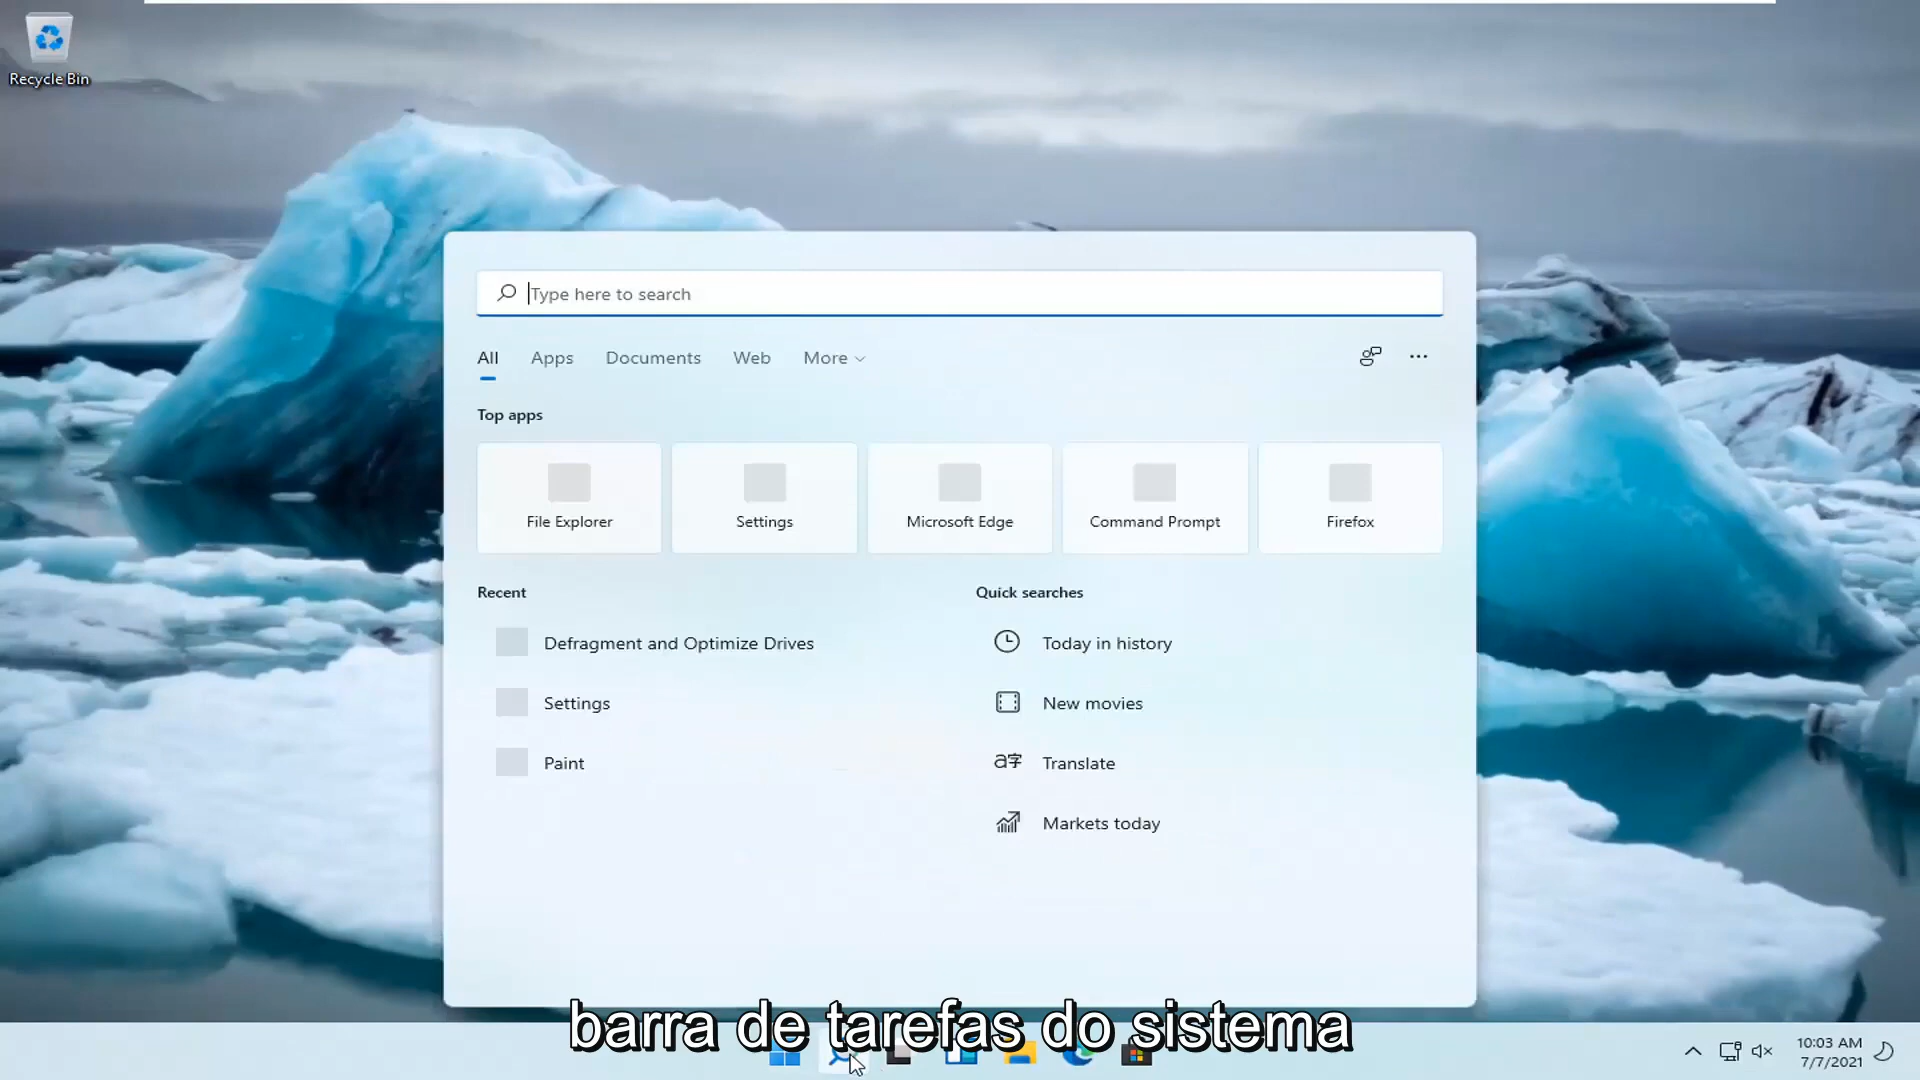 Recycle Bin
Type here to search
All Apps Documents Web More
Top apps
File Explorer Settings Microsoft Edge Command Prompt Firefox
Recent
Quick searches
Defragment and Optimize Drives
Today in history
Settings
New movies
Paint
a字 Translate
Markets today
barra de tarefas do sistema
10:03 AM
7/7/2021